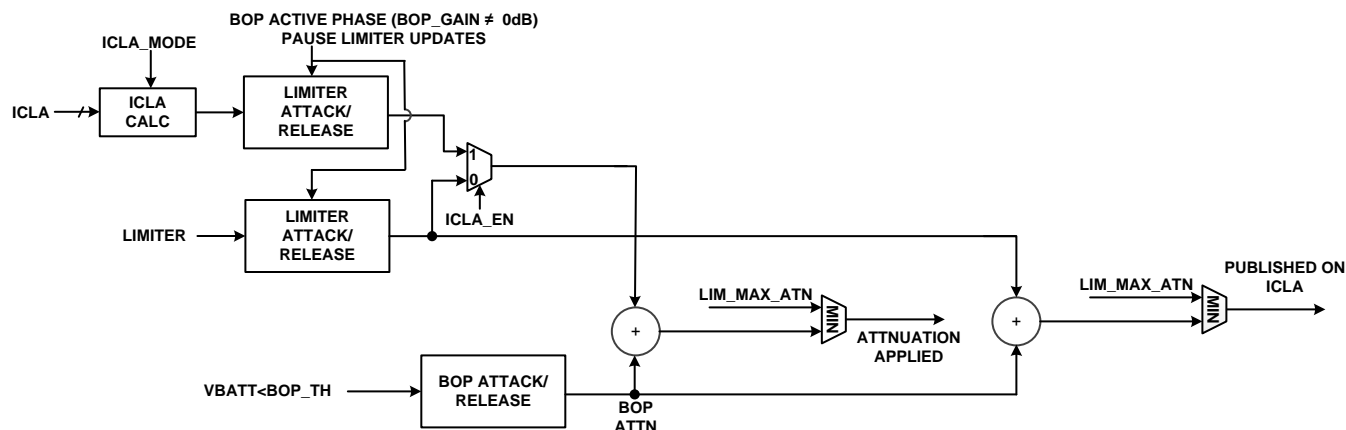 BOP ACTIVE PHASE (BOP_GAIN ≠ 0dB)
PAUSE LIMITER UPDATES
ICLA_MODE
ICLA
ICLA
CALC
LIMITER
ATTACK/
RELEASE
1
0
ICLA_EN
LIMITER
LIMITER
ATTACK/
RELEASE
LIM_MAX_ATN
MIN
+
ATTNUATION
APPLIED
LIM_MAX_ATN
MIN
+
PUBLISHED ON
ICLA
VBATT<BOP_TH
BOP ATTACK/
RELEASE
BOP
ATTN